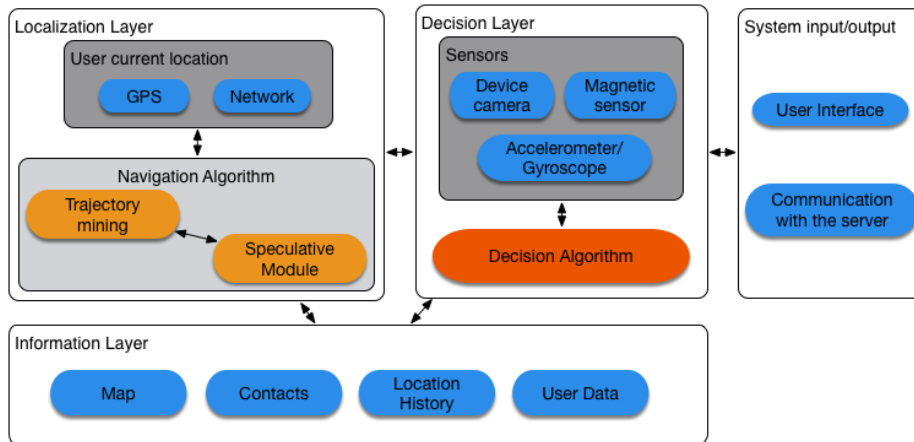 Localization Layer
User current location
GPS
Network
Navigation Algorithm
Trajectory
mining
Speculative
Module
Decision Layer
Sensors
Device
camera
Magnetic
sensor
Accelerometer/
Gyroscope
Decision Algorithm
System input/output
User Interface
Communication
with the server
Information Layer
Map
Contacts
Location
History
User Data